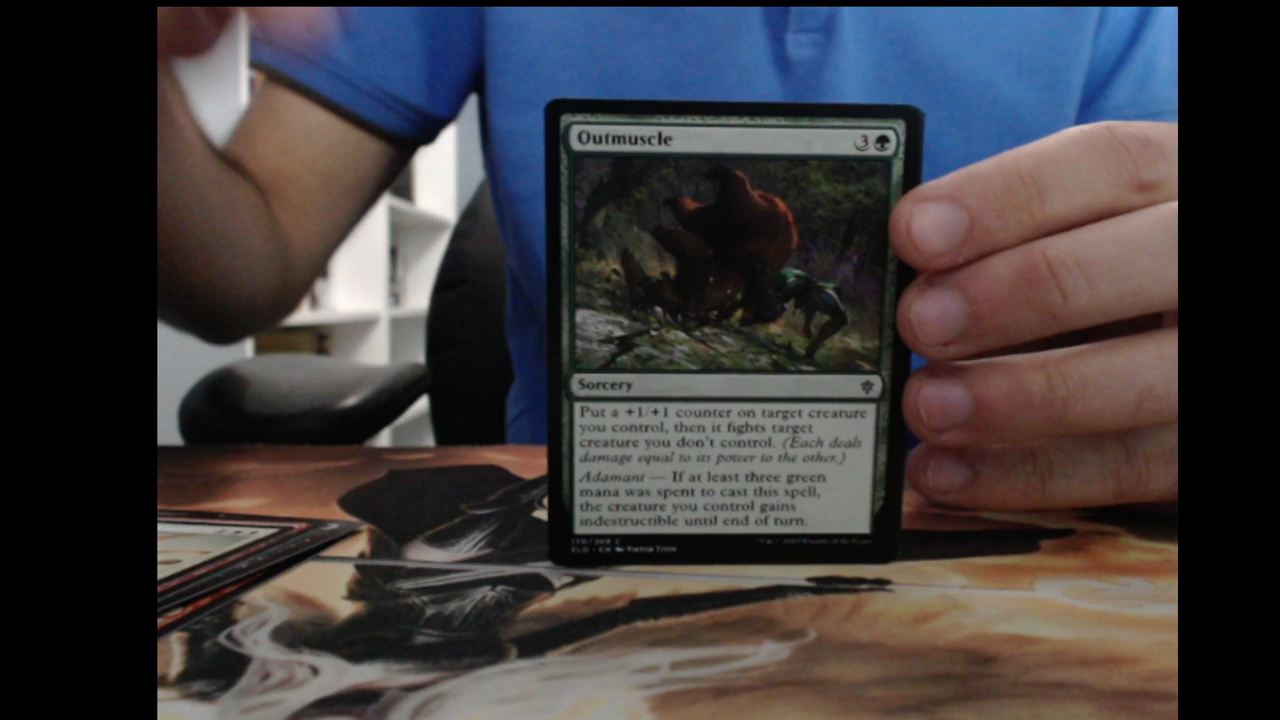 Outmuscle 3
Sorcery
Put a +1/+1 counter on target creature
you control, then it fights target
creature you don't control. (Each deals
damage equal to its power to the other.)
Adamant — If at least three green
mana was spent to cast this spell,
the creature you control gains
indestructible until end of turn.
ELD • EN